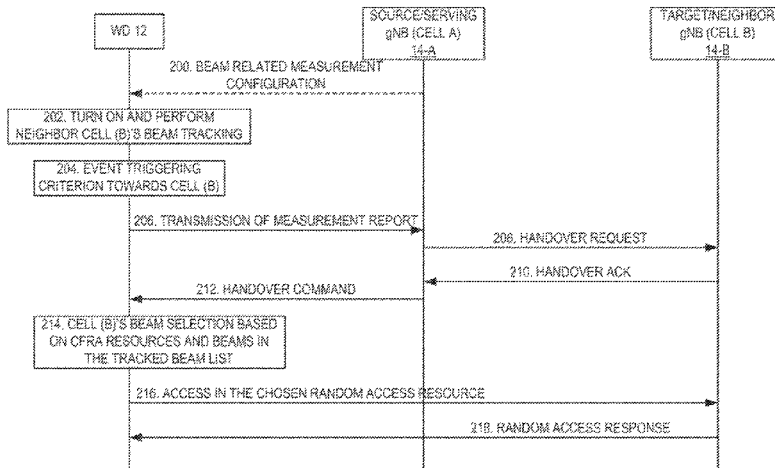 WD 12
SOURCE/SERVING
gNB (CELL A)
14-A
TARGET/NEIGHBOR
gNB (CELL B)
14-B
200. BEAM RELATED MEASUREMENT
CONFIGURATION
202. TURN ON AND PERFORM
NEIGHBOR CELL (B)'S BEAM TRACKING
204. EVENT TRIGGERING
CRITERION TOWARDS CELL (B)
206. TRANSMISSION OF MEASUREMENT REPORT
208. HANDOVER REQUEST
210. HANDOVER ACK
212. HANDOVER COMMAND
214. CELL (B)'S BEAM SELECTION BASED
ON CFRA RESOURCES AND BEAMS IN
THE TRACKED BEAM LIST
216. ACCESS IN THE CHOSEN RANDOM ACCESS RESOURCE
218. RANDOM ACCESS RESPONSE